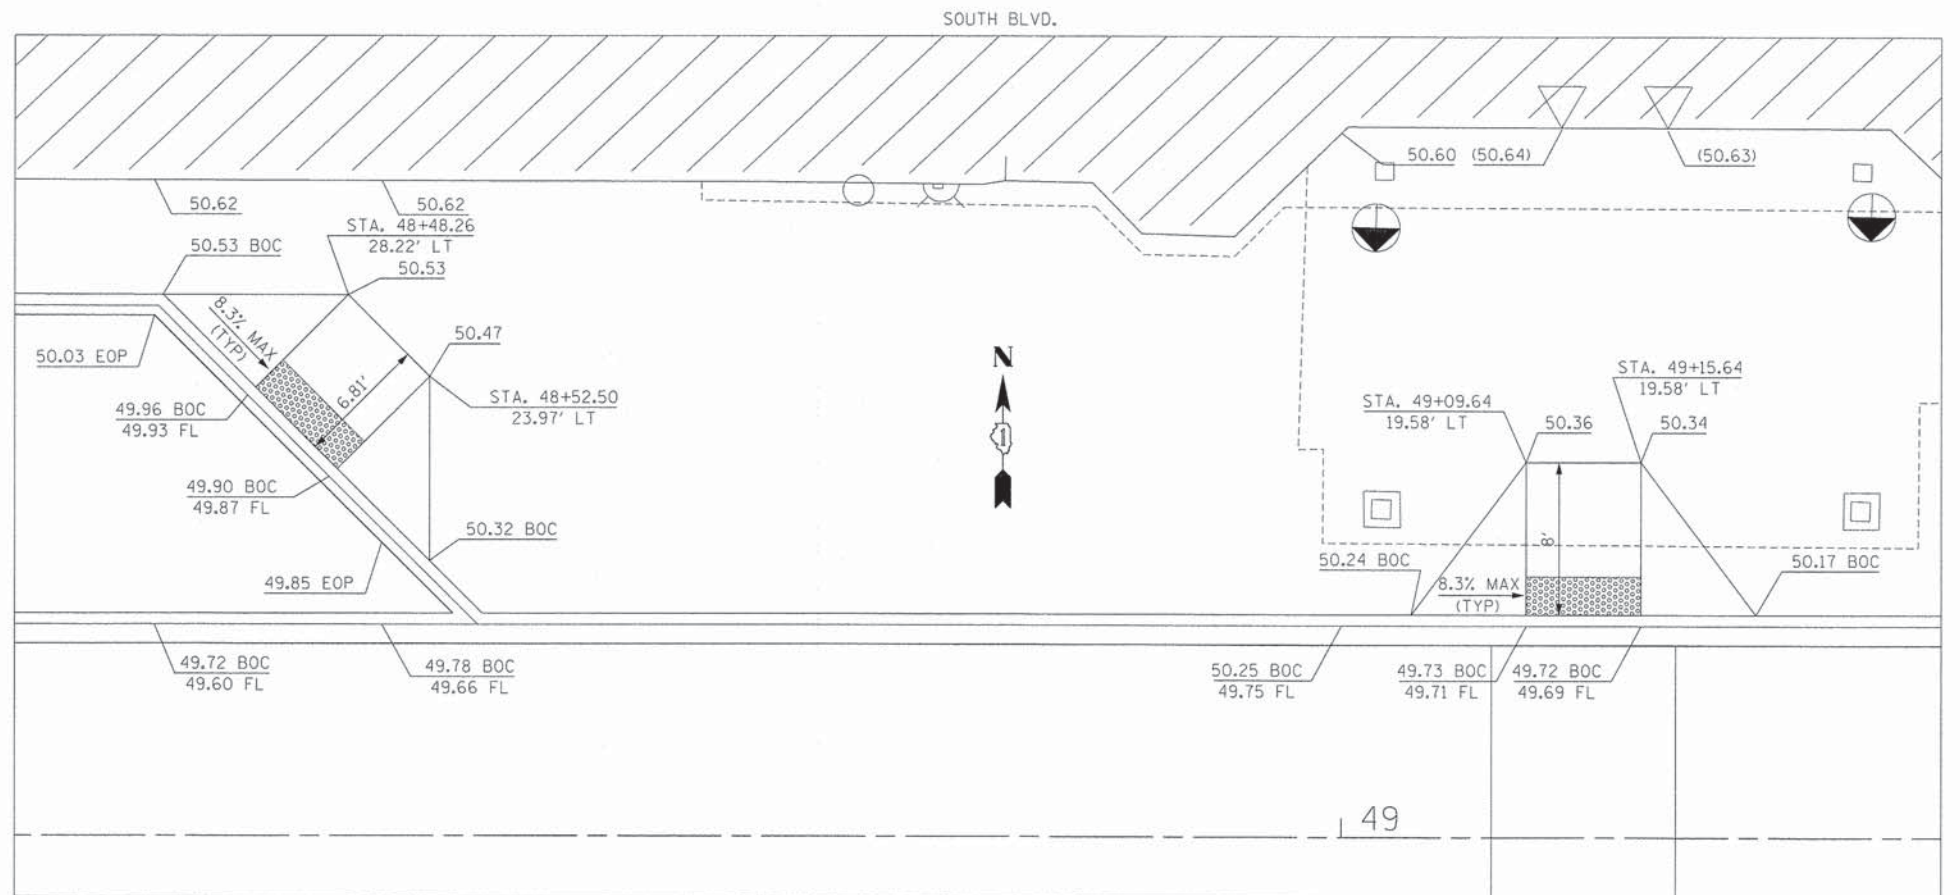 SOUTH BLVD.
50.60 (50.64)
(50.63)
50.62
50.62
STA. 48+48.26
28.22' LT
50.53 BOC
50.53
8.3% MAX
(TYP)
50.47
50.03 EOP
6.81'
STA. 48+52.50
23.97' LT
N
1
STA. 49+15.64
19.58' LT
STA. 49+09.64
19.58' LT
50.36
50.34
49.96 BOC
49.93 FL
49.90 BOC
49.87 FL
50.32 BOC
49.85 EOP
8'
50.24 BOC
8.3% MAX
(TYP)
50.17 BOC
49.72 BOC
49.60 FL
49.78 BOC
49.66 FL
50.25 BOC
49.75 FL
49.73 BOC
49.71 FL
49.72 BOC
49.69 FL
49